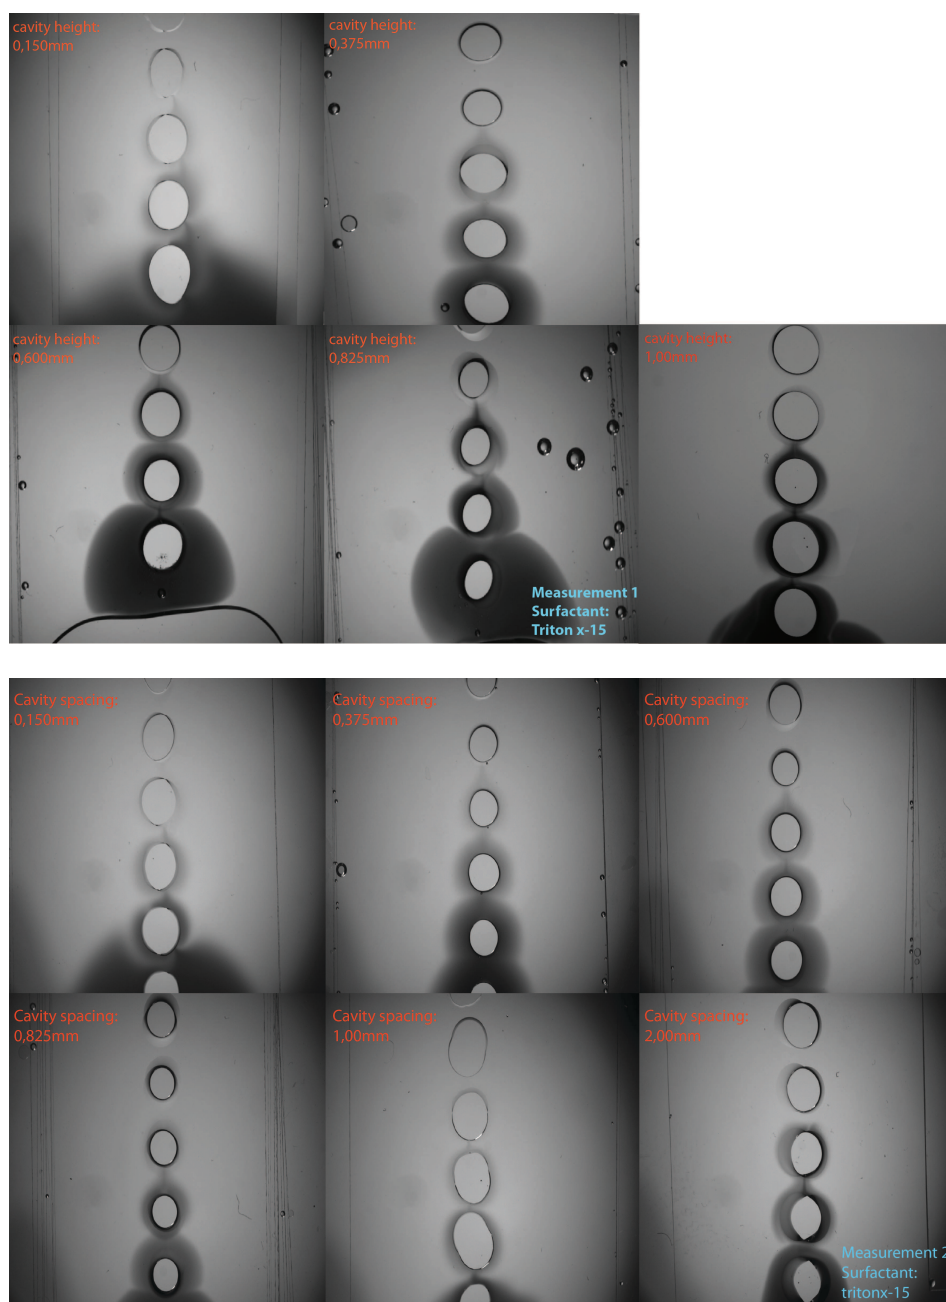 cavity height:
0,150mm
cavity height:
0,375mm
cavity height:
0,600mm
cavity height:
0,825mm
cavity height:
1,00mm
Measurement 1
Surfactant:
Triton x-15
Cavity spacing:
0,150mm
Cavity spacing:
0,375mm
Cavity spacing:
0,600mm
Cavity spacing:
0,825mm
Cavity spacing:
1,00mm
Cavity spacing:
2,00mm
Measurement 2
Surfactant:
tritonx-15